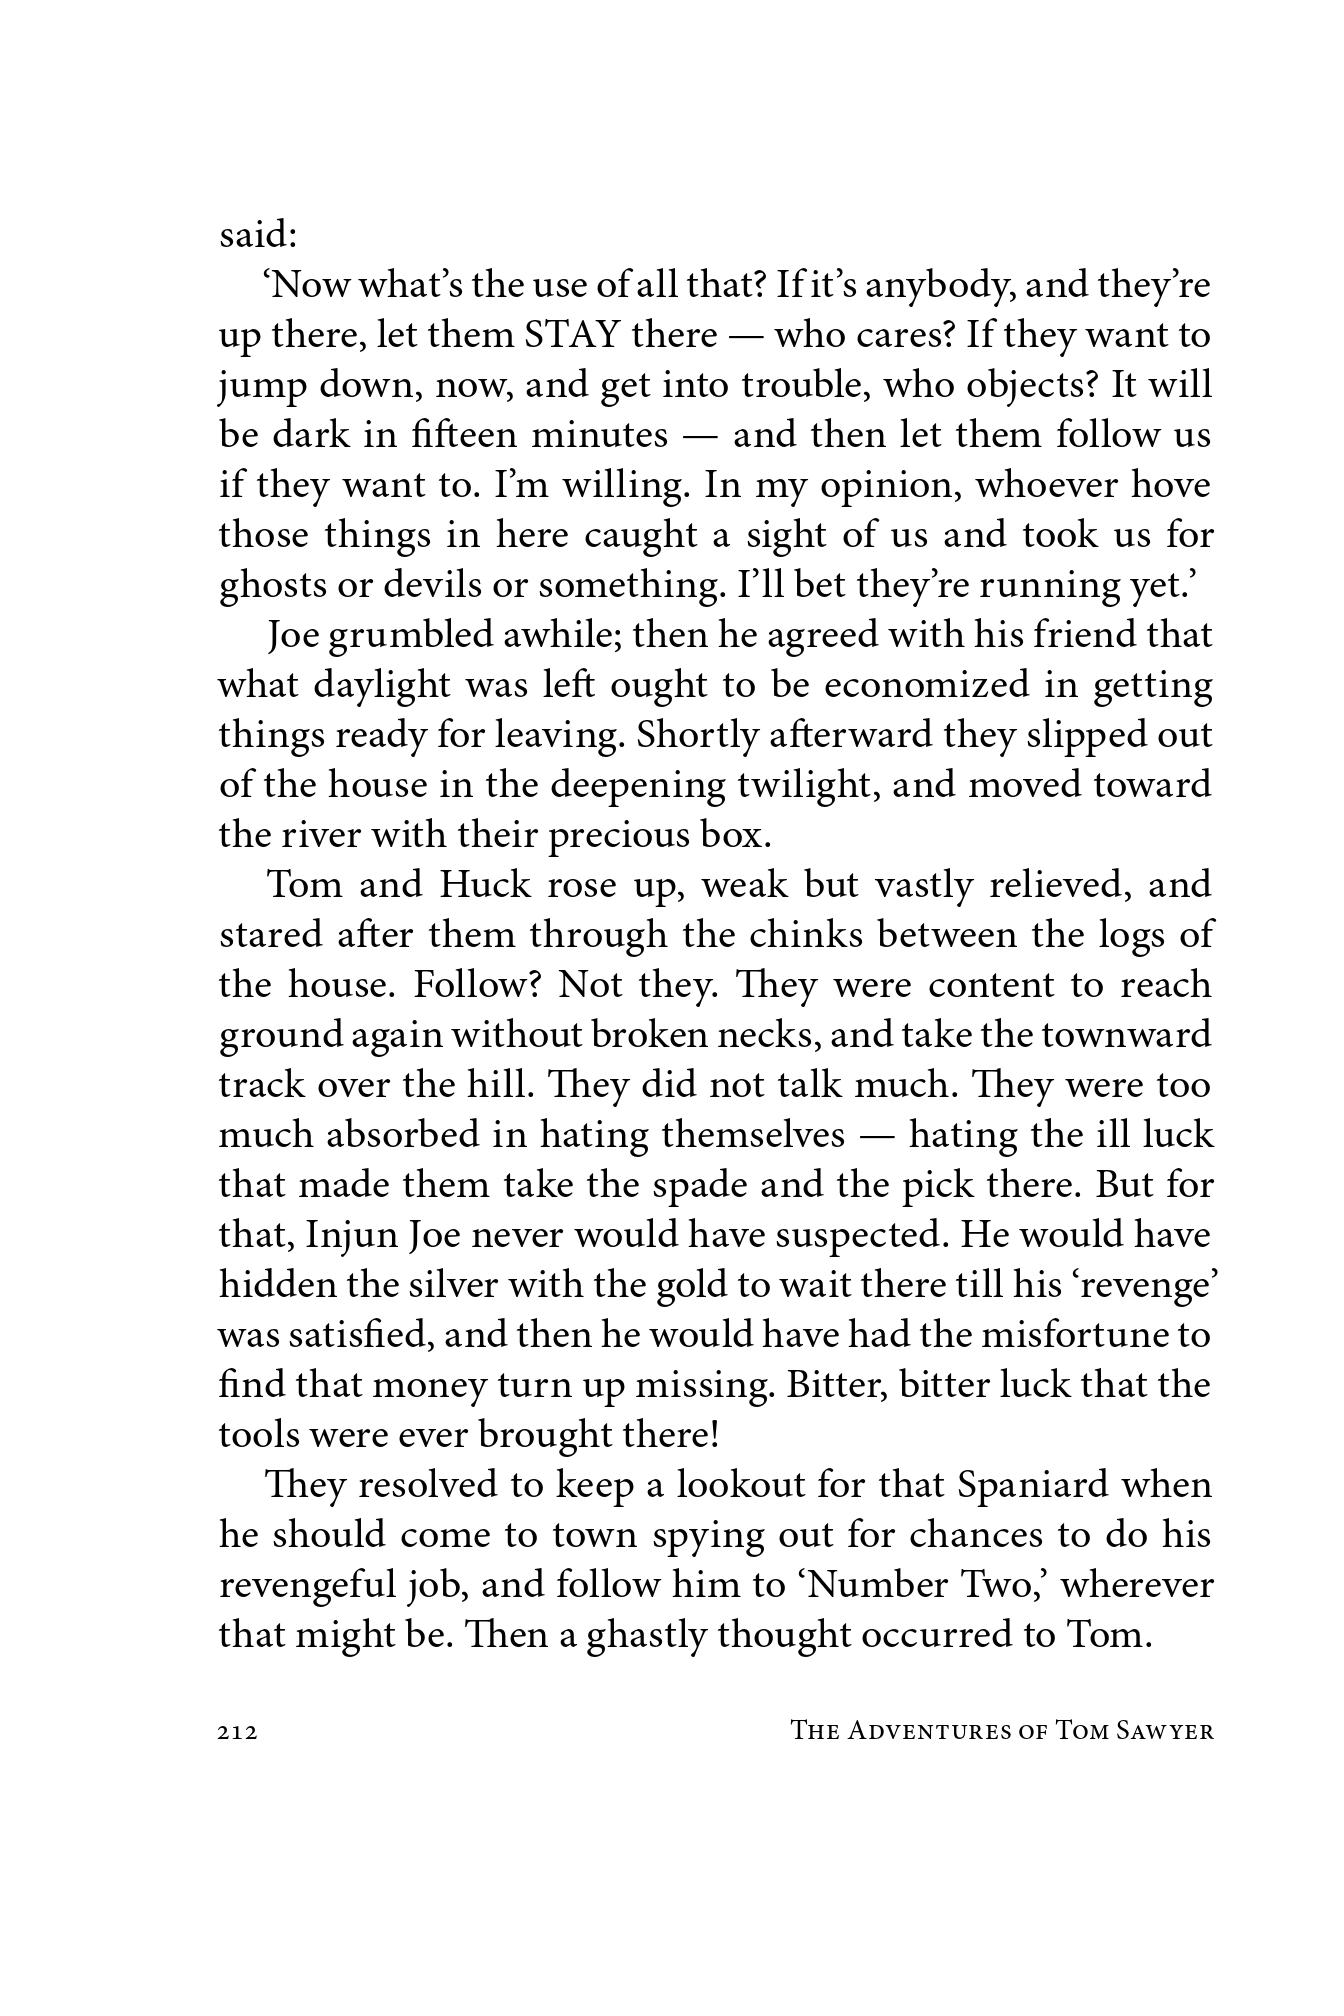 said:
‘Now what’s the use of all that? If it’s anybody, and they’re
up there, let them STAY there — who cares? If they want to
jump down, now, and get into trouble, who objects? It will
be dark in fifteen minutes — and then let them follow us
if they want to. I’m willing. In my opinion, whoever hove
those things in here caught a sight of us and took us for
ghosts or devils or something. I’ll bet they’re running yet.’
Joe grumbled awhile; then he agreed with his friend that
what daylight was left ought to be economized in getting
things ready for leaving. Shortly afterward they slipped out
of the house in the deepening twilight, and moved toward
the river with their precious box.
Tom and Huck rose up, weak but vastly relieved, and
stared after them through the chinks between the logs of
the house. Follow? Not they. They were content to reach
ground again without broken necks, and take the townward
track over the hill. They did not talk much. They were too
much absorbed in hating themselves — hating the ill luck
that made them take the spade and the pick there. But for
that, Injun Joe never would have suspected. He would have
hidden the silver with the gold to wait there till his ‘revenge’
was satisfied, and then he would have had the misfortune to
find that money turn up missing. Bitter, bitter luck that the
tools were ever brought there!
They resolved to keep a lookout for that Spaniard when
he should come to town spying out for chances to do his
revengeful job, and follow him to ‘Number Two,’ wherever
that might be. Then a ghastly thought occurred to Tom.
212 The Adventures of Tom Sawyer